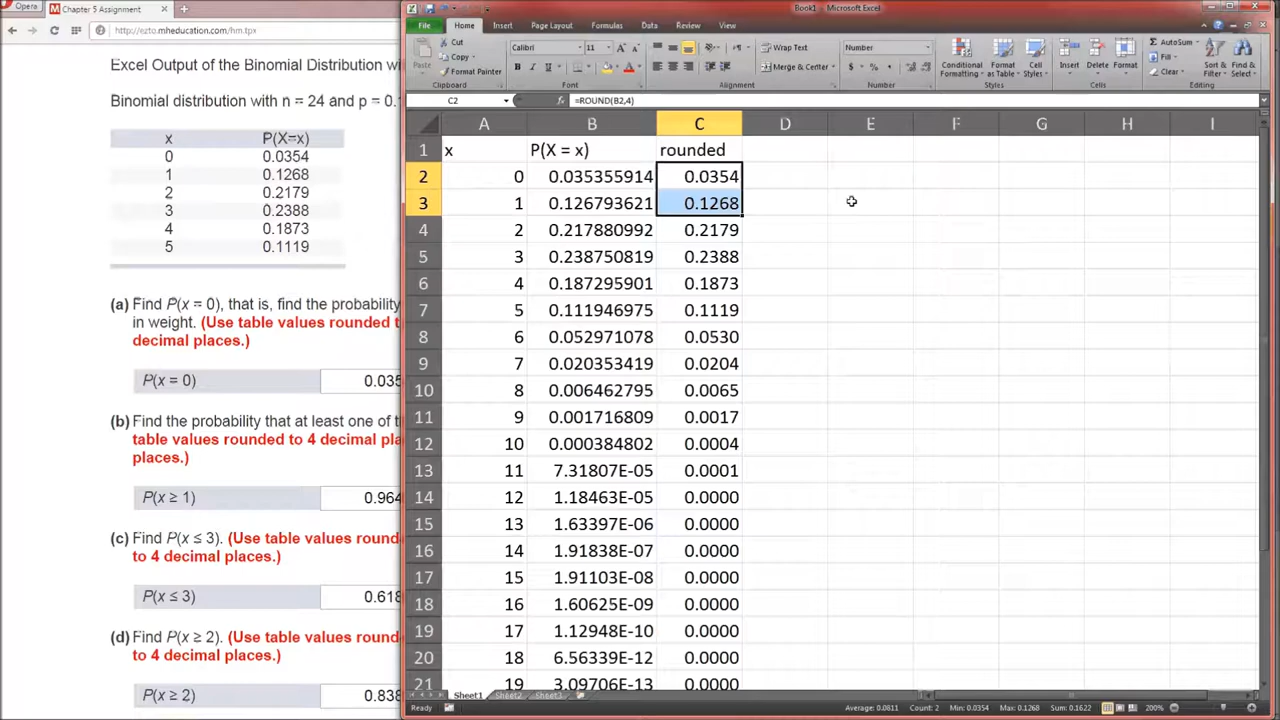 Opera
Chapter 5 Assignment
http://ezto.mheducation.com/hm.tpx
Excel Output of the Binomial Distribution wi
Binomial distribution with n = 24 and p = 0.1
x P(X=x)
0 0.0354
1 0.1268
2 0.2179
3 0.2388
4 0.1873
5 0.1119
(a) Find P(x = 0), that is, find the probability
in weight. (Use table values rounded t
decimal places.)
P(x = 0) 0.035
(b) Find the probability that at least one of t
table values rounded to 4 decimal pla
places.)
P(x ≥ 1) 0.964
(c) Find P(x ≤ 3). (Use table values round
to 4 decimal places.)
P(x ≤ 3) 0.618
(d) Find P(x ≥ 2). (Use table values rounde
to 4 decimal places.)
P(x ≥ 2) 0.838
Book1 - Microsoft Excel
File Home Insert Page Layout Formulas Data Review View
Paste
Cut
Copy
Format Painter
Clipboard
Calibri 11
B I U
Font
Wrap Text
Merge & Center
Alignment
Number
$ % ,
Number
Conditional Formatting
Format as Table
Cell Styles
Styles
Insert Delete Format
Cells
Σ AutoSum
Fill
Clear
Sort & Filter
Find & Select
Editing
C2 fx =ROUND(B2,4)
A B C D E F G H I
1 x P(X = x) rounded
2 0 0.035355914 0.0354
3 1 0.126793621 0.1268
4 2 0.217880992 0.2179
5 3 0.238750819 0.2388
6 4 0.187295901 0.1873
7 5 0.111946975 0.1119
8 6 0.052971078 0.0530
9 7 0.020353419 0.0204
10 8 0.006462795 0.0065
11 9 0.001716809 0.0017
12 10 0.000384802 0.0004
13 11 7.31807E-05 0.0001
14 12 1.18463E-05 0.0000
15 13 1.63397E-06 0.0000
16 14 1.91838E-07 0.0000
17 15 1.91103E-08 0.0000
18 16 1.60625E-09 0.0000
19 17 1.12948E-10 0.0000
20 18 6.56339E-12 0.0000
21 19 3.09706E-13 0.0000
Sheet1 Sheet2 Sheet3
Ready Average: 0.0811 Count: 2 Min: 0.0354 Max: 0.1268 Sum: 0.1622 200%